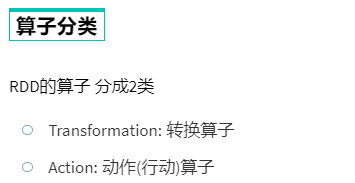 算子分类
RDD的算子 分成2类
Transformation: 转换算子
Action: 动作(行动)算子